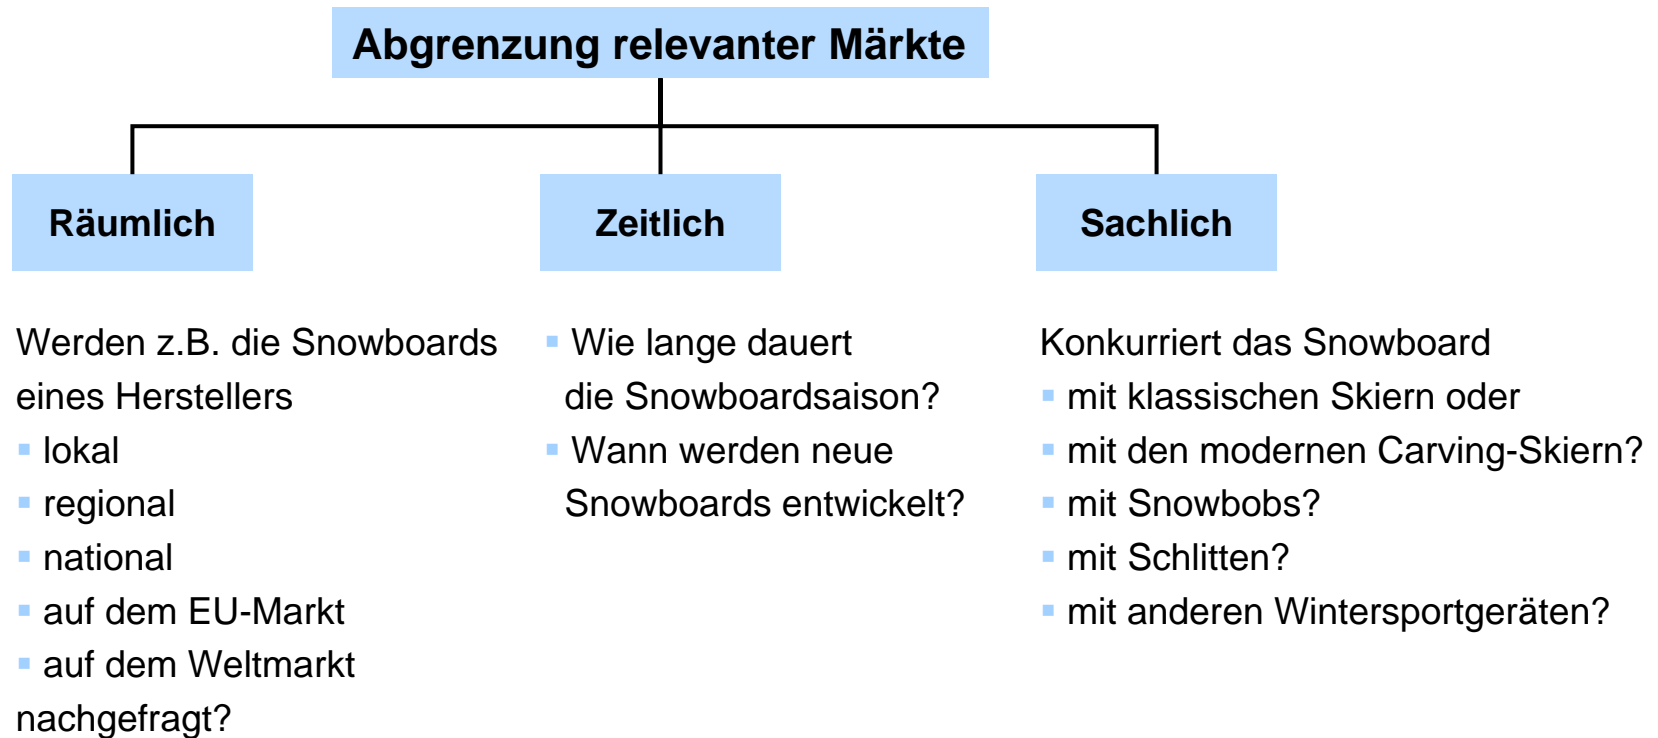 Abgrenzung relevanter Märkte
Räumlich
Werden z.B. die Snowboards
eines Herstellers
▪ lokal
▪ regional
▪ national
▪ auf dem EU-Markt
▪ auf dem Weltmarkt
nachgefragt?
Zeitlich
▪ Wie lange dauert
die Snowboardsaison?
▪ Wann werden neue
Snowboards entwickelt?
Sachlich
Konkurriert das Snowboard
▪ mit klassischen Skiern oder
▪ mit den modernen Carving-Skiern?
▪ mit Snowbobs?
▪ mit Schlitten?
▪ mit anderen Wintersportgeräten?